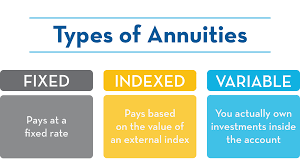 Types of Annuities
FIXED
Pays at a
fixed rate
INDEXED
Pays based
on the value of
an external index
VARIABLE
You actually own
investments inside
the account